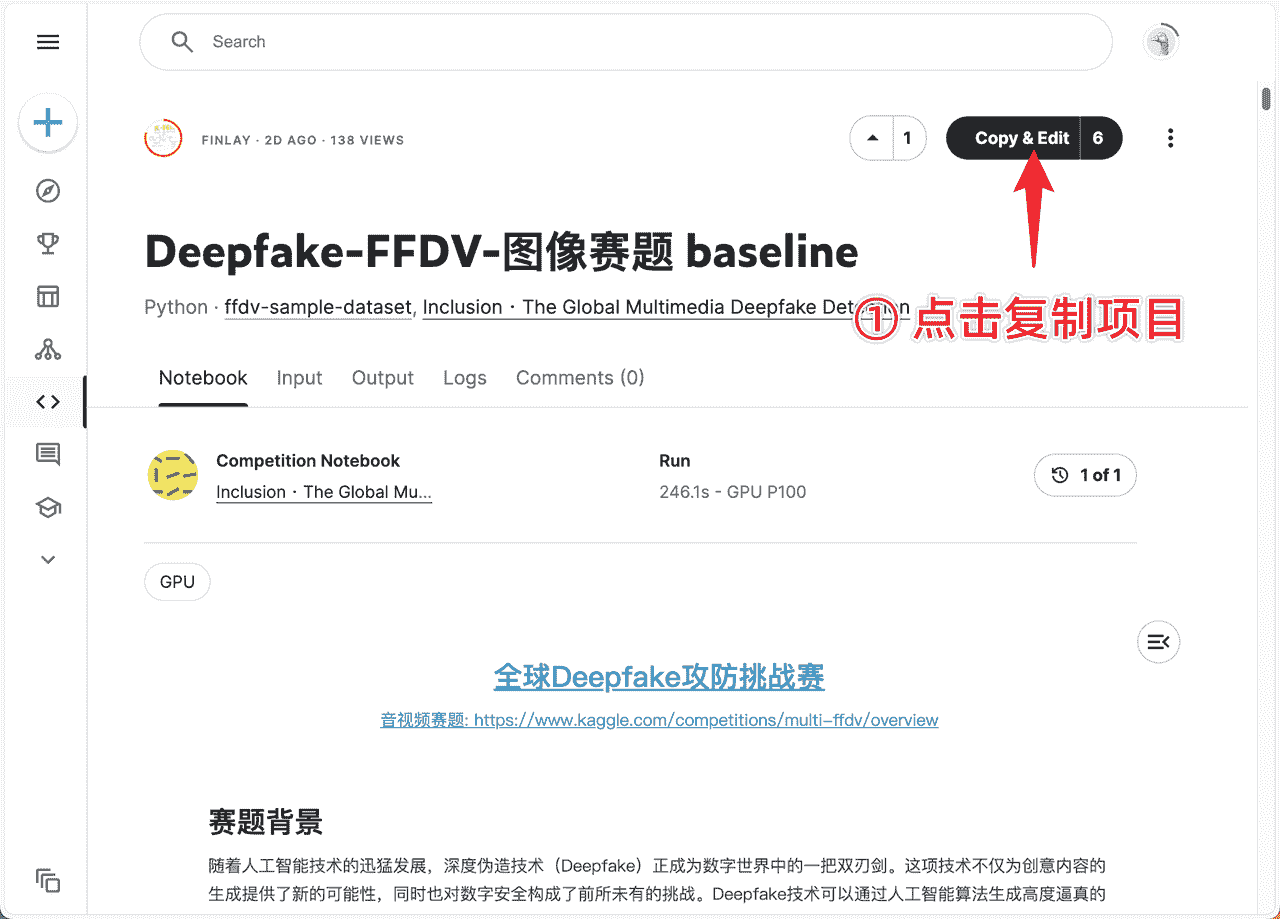 Search
FINLAY · 2D AGO · 138 VIEWS
1
Copy & Edit 6
Deepfake-FFDV-图像赛题 baseline
Python · ffdv-sample-dataset, Inclusion · The Global Multimedia Deepfake Detection
① 点击复制项目
Notebook Input Output Logs Comments (0)
Competition Notebook
Inclusion · The Global Mu...
Run
246.1s - GPU P100
1 of 1
GPU
全球Deepfake攻防挑战赛
音视频赛题: https://www.kaggle.com/competitions/multi-ffdv/overview
赛题背景
随着人工智能技术的迅猛发展，深度伪造技术（Deepfake）正成为数字世界中的一把双刃剑。这项技术不仅为创意内容的
生成提供了新的可能性，同时也对数字安全构成了前所未有的挑战。Deepfake技术可以通过人工智能算法生成高度逼真的